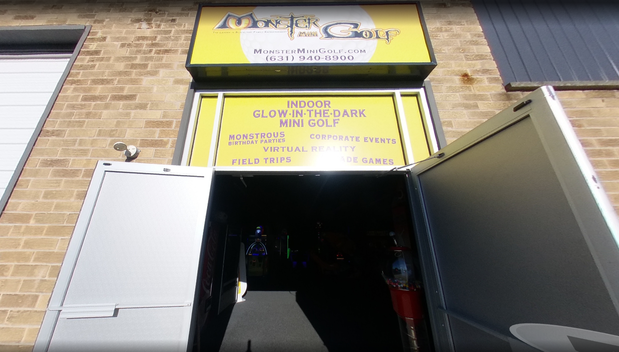 Monster
Mini
Golf
MonsterMiniGolf.com
(631) 940-8900
INDOOR
GLOW-IN-THE-DARK
MINI GOLF
MONSTROUS
BIRTHDAY PARTIES
CORPORATE EVENTS
VIRTUAL REALITY
FIELD TRIPS
GAMES